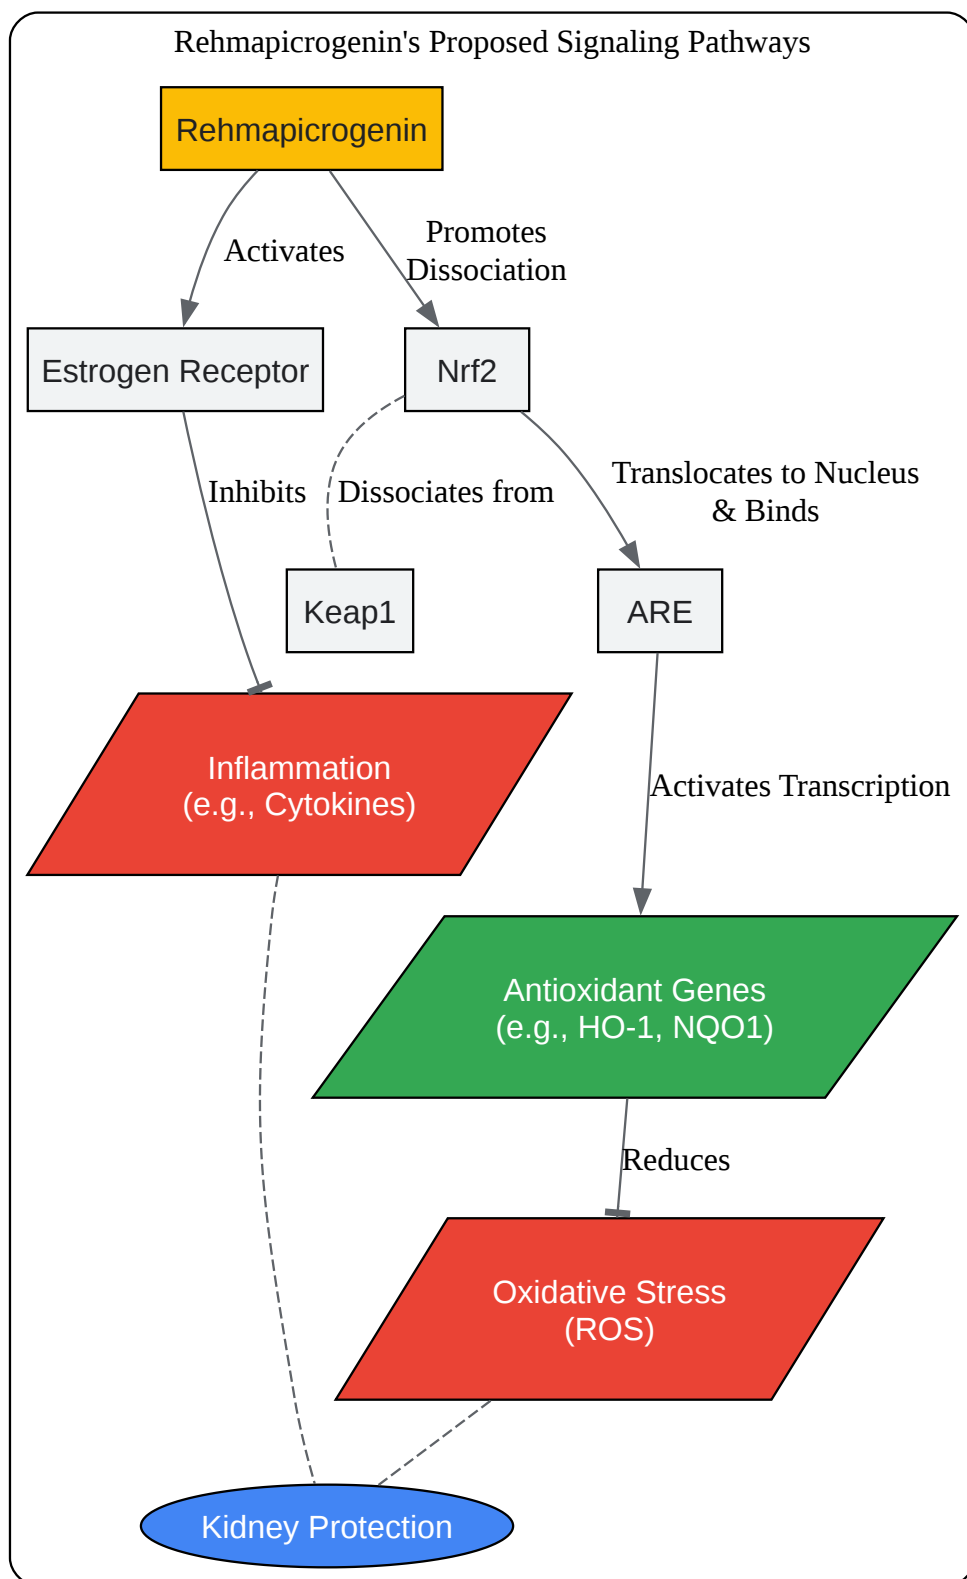 Rehmapicrogenin's Proposed Signaling Pathways
Rehmapicrogenin
Activates
Promotes
Dissociation
Estrogen Receptor
Nrf2
Inhibits
Dissociates from
Translocates to Nucleus
& Binds
Keap1
ARE
Inflammation
(e.g., Cytokines)
Activates Transcription
Antioxidant Genes
(e.g., HO-1, NQO1)
Reduces
Oxidative Stress
(ROS)
Kidney Protection